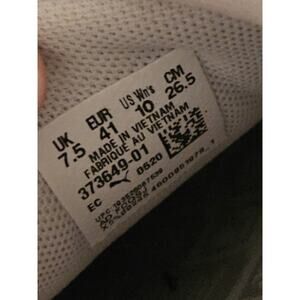 UK EUR US Wn's CM
7.5 41 10 26.5
MADE IN VIETNAM
FABRIQUÉ AU VIETNAM
373649-01 0520
EC